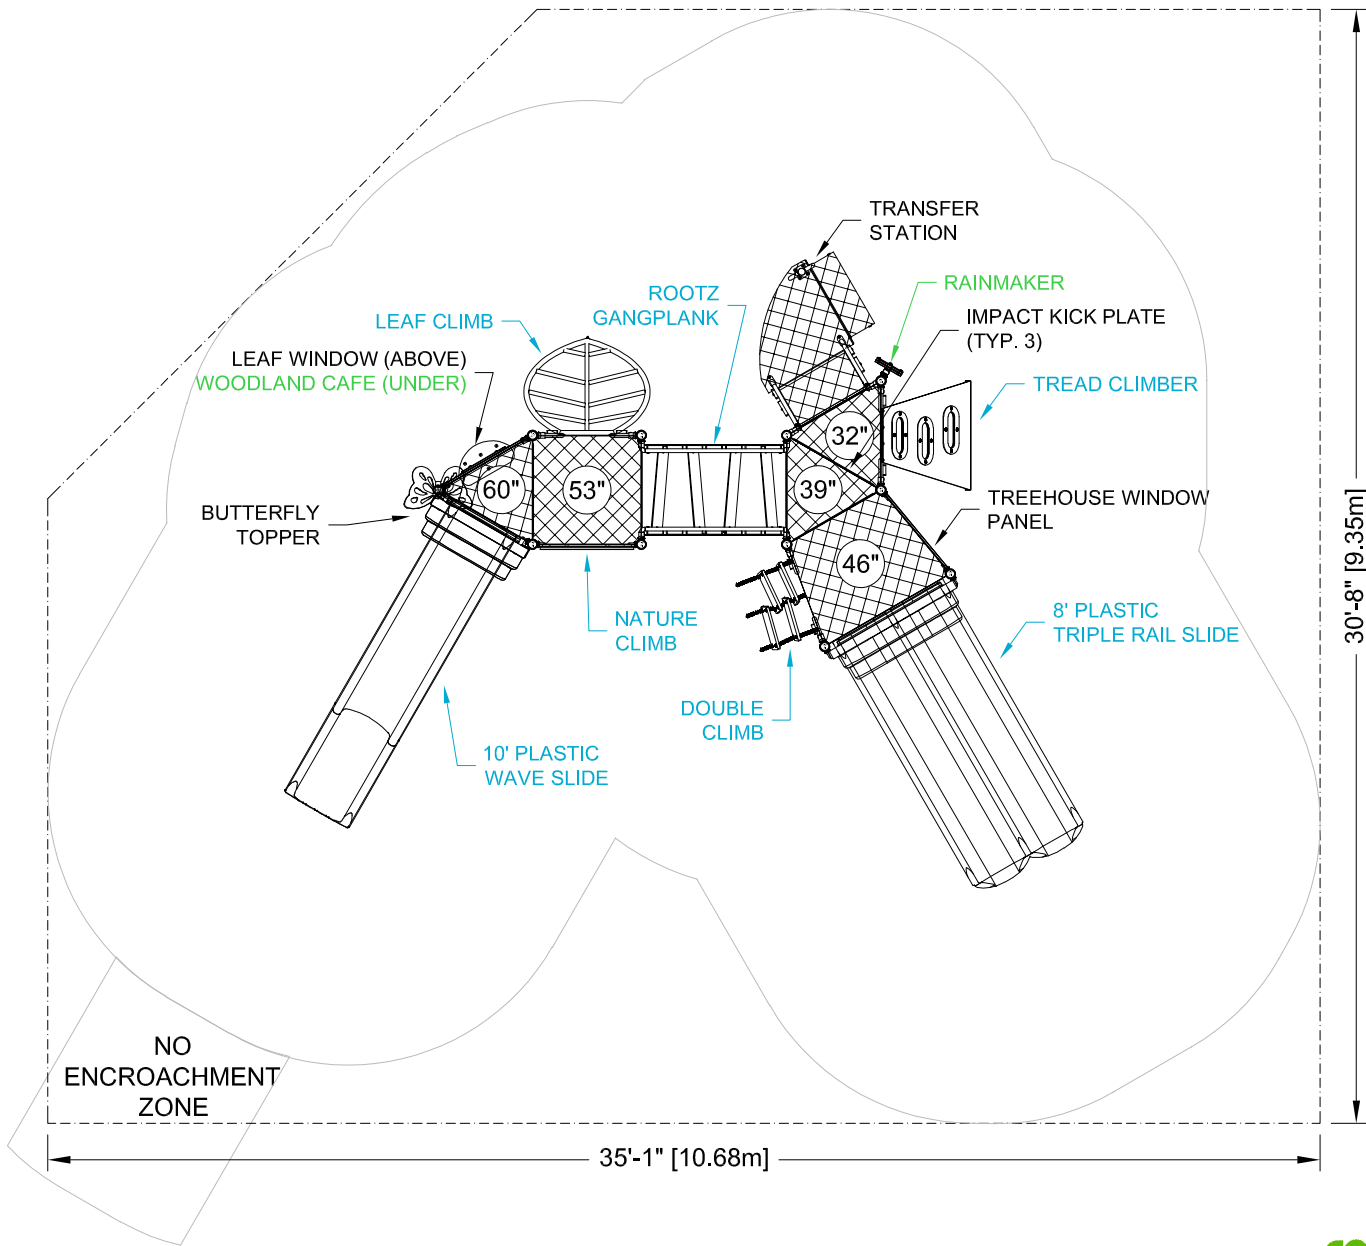 TRANSFER
STATION
RAINMAKER
ROOTZ
GANGPLANK
IMPACT KICK PLATE
(TYP. 3)
LEAF CLIMB
LEAF WINDOW (ABOVE)
WOODLAND CAFE (UNDER)
TREAD CLIMBER
32"
60"
53"
39"
46"
BUTTERFLY
TOPPER
TREEHOUSE WINDOW
PANEL
NATURE
CLIMB
8' PLASTIC
TRIPLE RAIL SLIDE
DOUBLE
CLIMB
10' PLASTIC
WAVE SLIDE
NO
ENCROACHMENT
ZONE
35'-1" [10.68m]
30'-8" [9.35m]